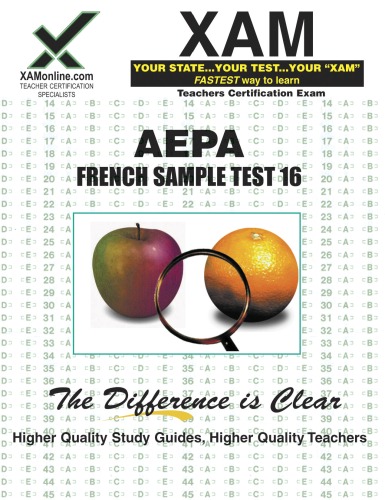 XAMonline.com
TEACHER CERTIFICATION
SPECIALISTS
XAM
YOUR STATE...YOUR TEST...YOUR “XAM”
FASTEST way to learn
Teachers Certification Exam
AEPA
FRENCH SAMPLE TEST 16
The Difference is Clear
Higher Quality Study Guides, Higher Quality Teachers